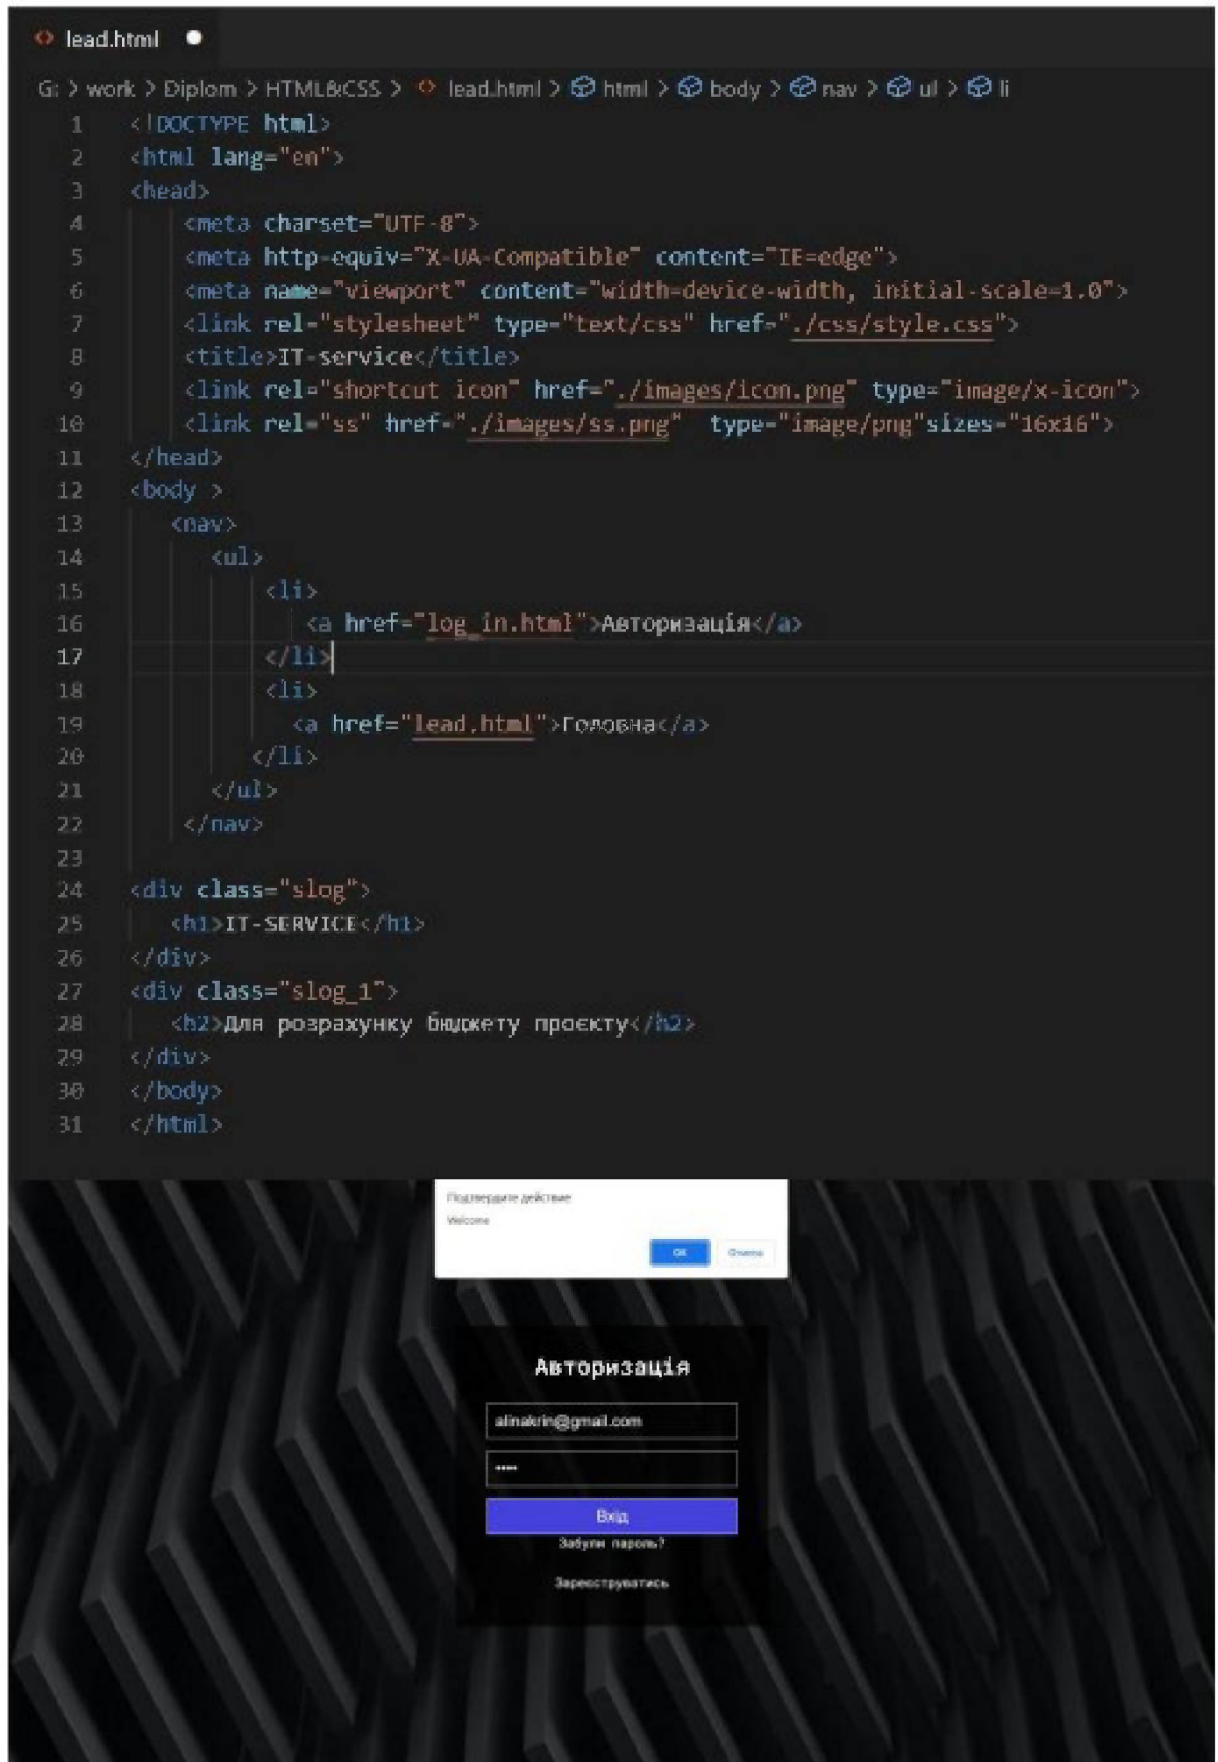 lead.html
G: > work > Diplom > HTML&CSS > lead.html > html > body > nav > ul > li
1 <!DOCTYPE html>
2 <html lang="en">
3 <head>
4 <meta charset="UTF-8">
5 <meta http-equiv="X-UA-Compatible" content="IE=edge">
6 <meta name="viewport" content="width=device-width, initial-scale=1.0">
7 <link rel="stylesheet" type="text/css" href="./css/style.css">
8 <title>IT-service</title>
9 <link rel="shortcut icon" href="./images/icon.png" type="image/x-icon">
10 <link rel="ss" href="./images/ss.png" type="image/png"sizes="16x16">
11 </head>
12 <body >
13 <nav>
14 <ul>
15 <li>
16 <a href="log_in.html">Авторизація</a>
17 </li>
18 <li>
19 <a href="lead.html">Головна</a>
20 </li>
21 </ul>
22 </nav>
23
24 <div class="slog">
25 <h1>IT-SERVICE</h1>
26 </div>
27 <div class="slog_1">
28 <h2>Для розрахунку бюджету проєкту</h2>
29 </div>
30 </body>
31 </html>
Подтвердите действие
Welcome
ОК Отмена
Авторизація
alinakrin@gmail.com
Вхід
Забули пароль?
Зареєструватись